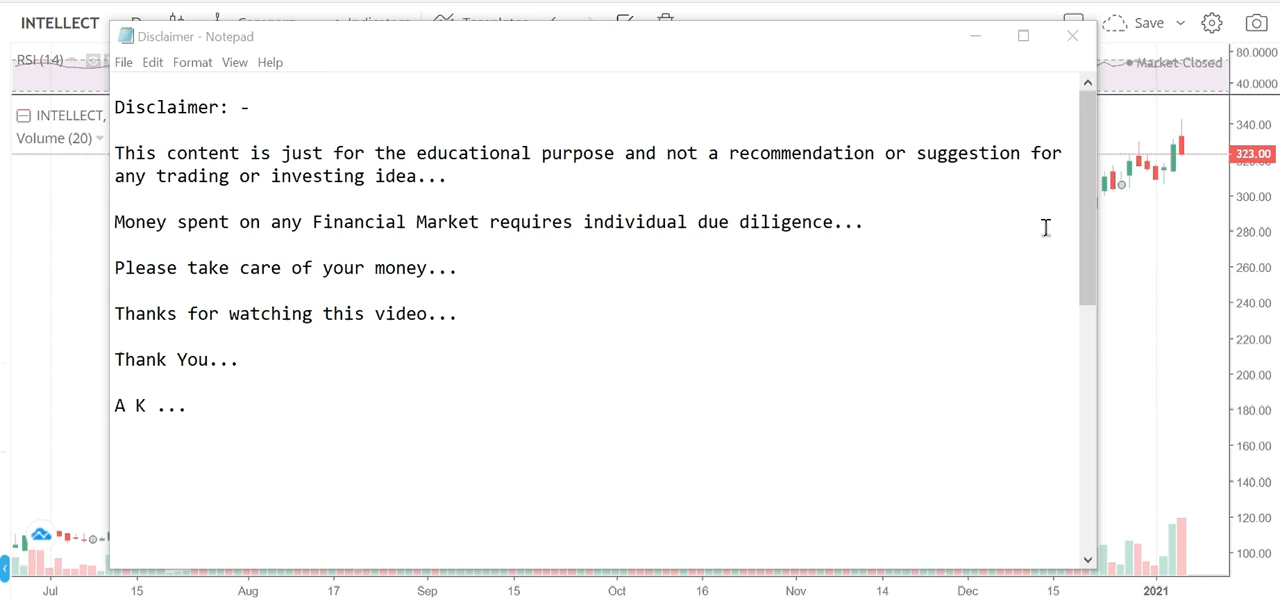 INTELLECT
Save
Disclaimer - Notepad
File Edit Format View Help
RSI (14)
Market Closed
80.0000
40.0000
INTELLECT,
Volume (20)
Disclaimer: -
This content is just for the educational purpose and not a recommendation or suggestion for
any trading or investing idea...
Money spent on any Financial Market requires individual due diligence...
Please take care of your money...
Thanks for watching this video...
Thank You...
A K ...
340.00
323.00
300.00
280.00
260.00
240.00
220.00
200.00
180.00
160.00
140.00
120.00
100.00
Jul 15 Aug 17 Sep 15 Oct 16 Nov 14 Dec 15 2021